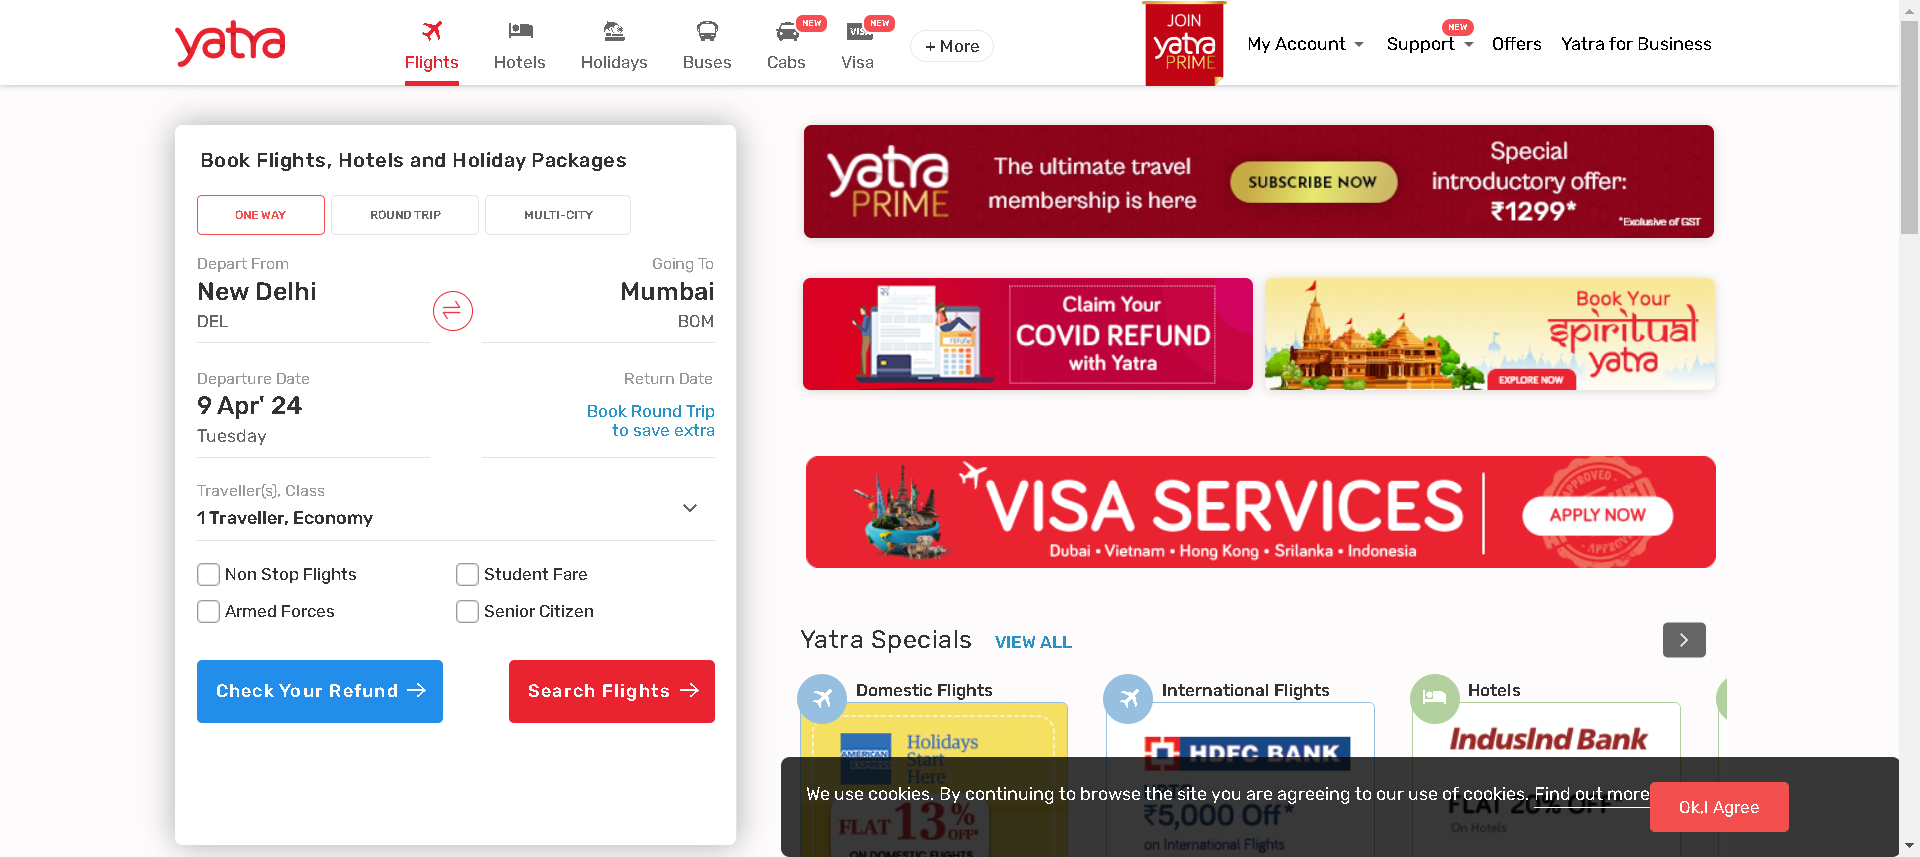 yatra
Flights
Hotels
Holidays
Buses
NEW
Cabs
VISA
NEW
Visa
+ More
JOIN
yatra
PRIME
My Account
NEW
Support
Offers
Yatra for Business
Book Flights, Hotels and Holiday Packages
ONE WAY
ROUND TRIP
MULTI-CITY
Depart From
New Delhi
DEL
Going To
Mumbai
BOM
Departure Date
9 Apr' 24
Tuesday
Return Date
Book Round Trip
to save extra
Traveller(s), Class
1 Traveller, Economy
Non Stop Flights
Student Fare
Armed Forces
Senior Citizen
Check Your Refund
Search Flights
yatra
PRIME
The ultimate travel
membership is here
SUBSCRIBE NOW
Special
introductory offer:
₹1299*
*Exclusive of GST
Claim Your
COVID REFUND
with Yatra
Book Your
spiritual
yatra
EXPLORE NOW
VISA SERVICES
Dubai • Vietnam • Hong Kong • Srilanka • Indonesia
APPROVED
APPLY NOW
Yatra Specials
VIEW ALL
Domestic Flights
AMERICAN
EXPRESS
Holidays
Start
Here
FLAT 13%
OFF*
ON DOMESTIC FLIGHTS
International Flights
HDFC BANK
₹5,000 Off*
on International Flights
Hotels
IndusInd Bank
FLAT 20% OFF*
On Hotels
We use cookies. By continuing to browse the site you are agreeing to our use of cookies. Find out more
Ok,I Agree